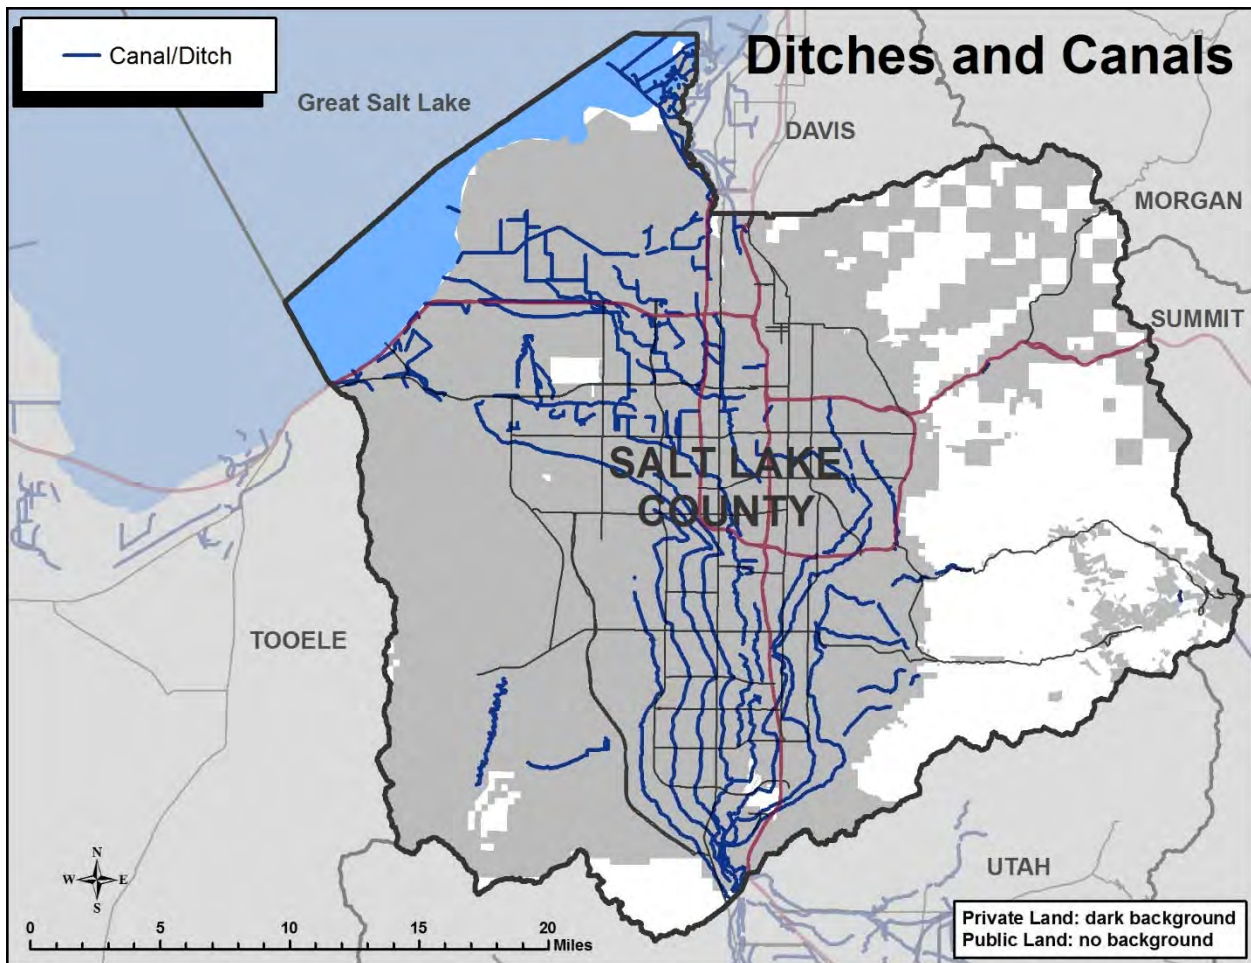 Canal/Ditch
Ditches and Canals
Great Salt Lake
DAVIS
MORGAN
SUMMIT
SALT LAKE
COUNTY
TOOELE
UTAH
N
W E
S
0 5 10 15 20
Miles
Private Land: dark background
Public Land: no background